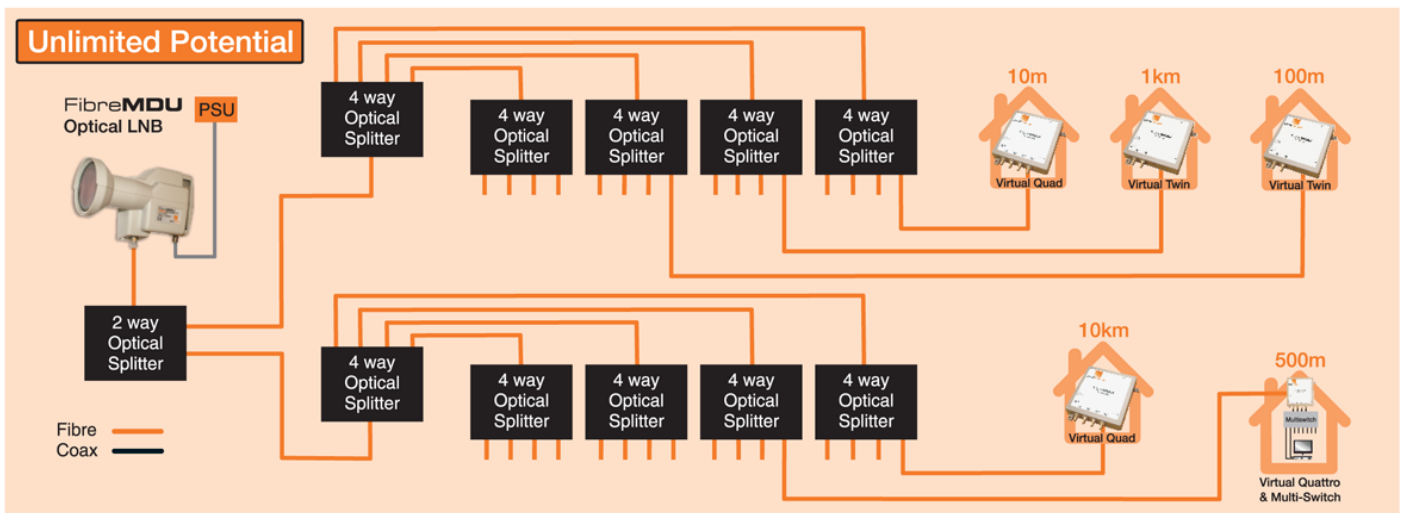 Unlimited Potential
FibreMDU
Optical LNB
PSU
4 way
Optical
Splitter
4 way
Optical
Splitter
4 way
Optical
Splitter
4 way
Optical
Splitter
4 way
Optical
Splitter
10m
Virtual Quad
1km
Virtual Twin
100m
Virtual Twin
2 way
Optical
Splitter
4 way
Optical
Splitter
4 way
Optical
Splitter
4 way
Optical
Splitter
4 way
Optical
Splitter
4 way
Optical
Splitter
10km
Virtual Quad
500m
Multiswitch
Virtual Quattro
& Multi-Switch
Fibre
Coax